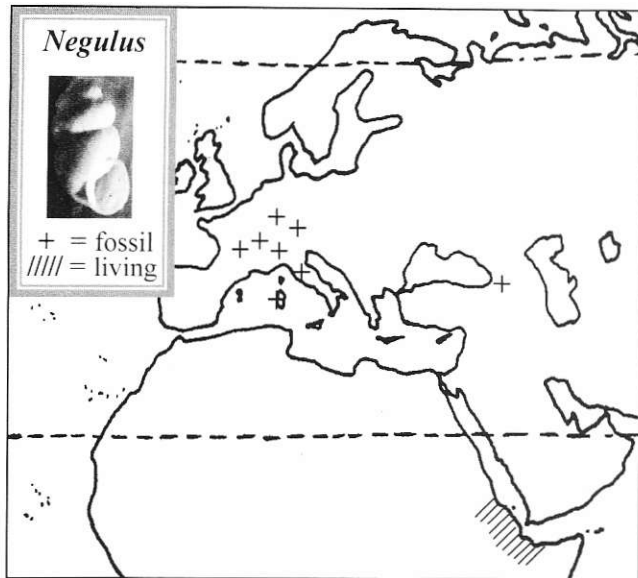 Negulus
+ = fossil
///// = living